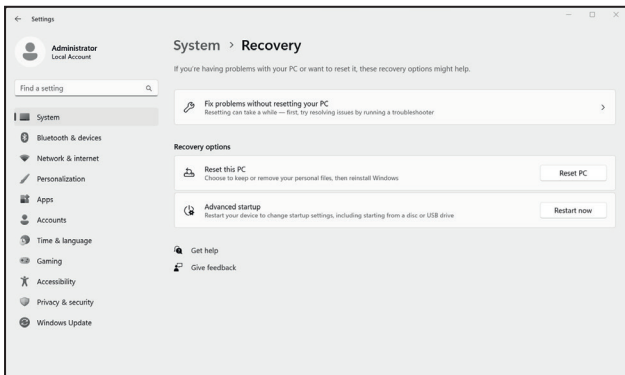 Settings
Administrator
Local Account
Find a setting
System
Bluetooth & devices
Network & internet
Personalization
Apps
Accounts
Time & language
Gaming
Accessibility
Privacy & security
Windows Update
System > Recovery
If you're having problems with your PC or want to reset it, these recovery options might help.
Fix problems without resetting your PC
Resetting can take a while — first, try resolving issues by running a troubleshooter
Recovery options
Reset this PC
Choose to keep or remove your personal files, then reinstall Windows
Reset PC
Advanced startup
Restart your device to change startup settings, including starting from a disc or USB drive
Restart now
Get help
Give feedback